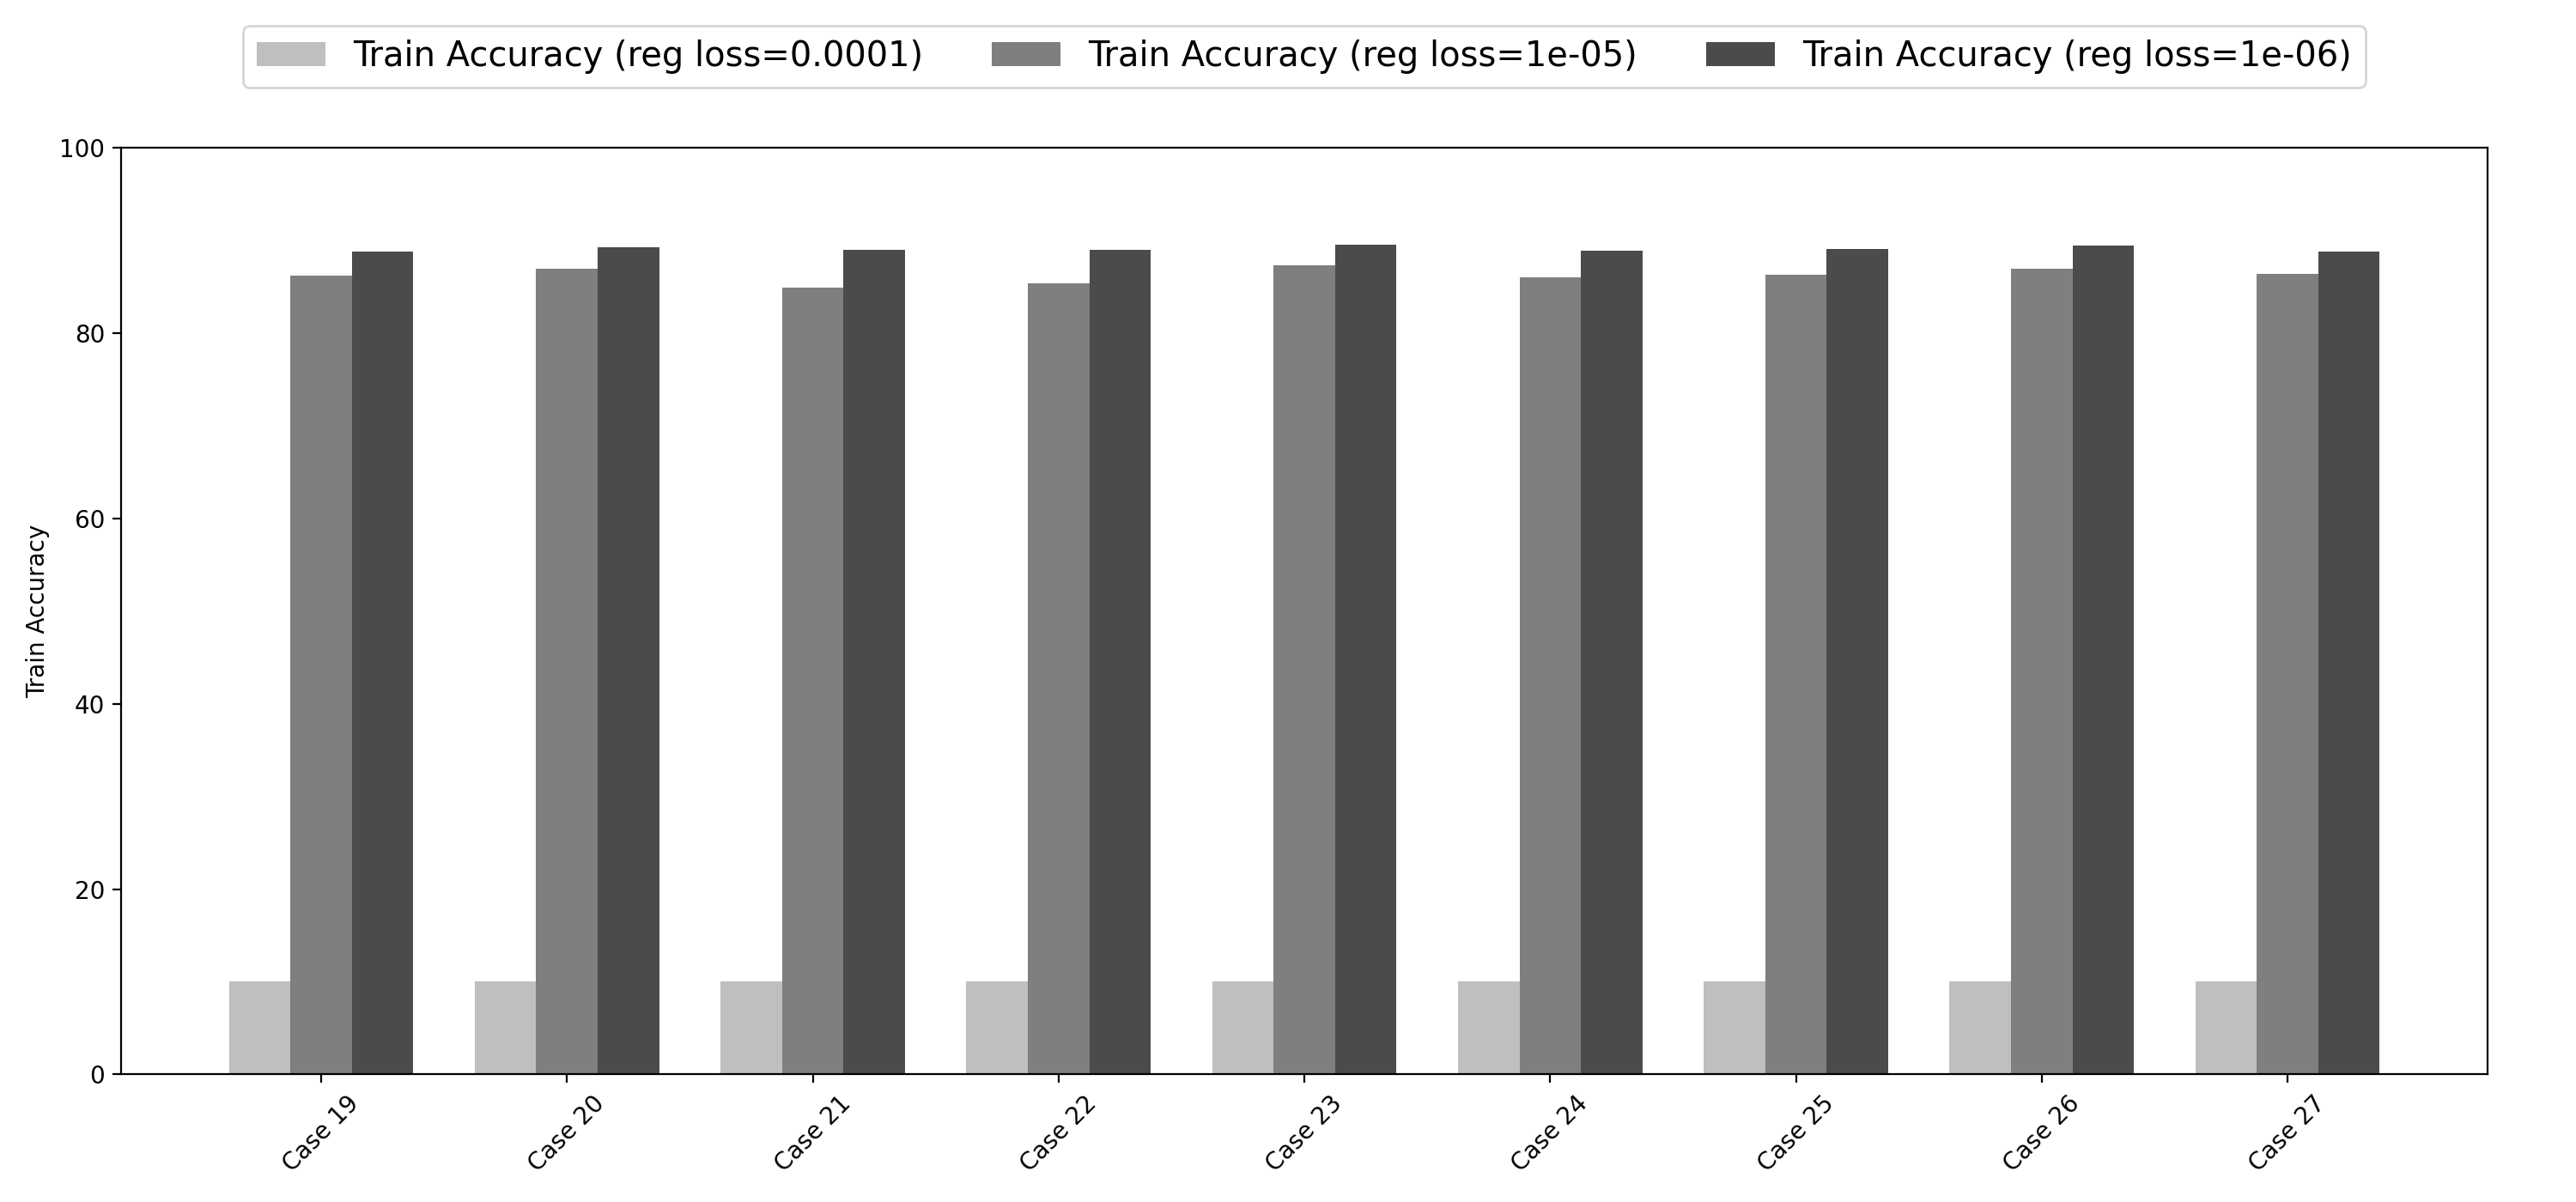 Train Accuracy (reg loss=0.0001) Train Accuracy (reg loss=1e-05) Train Accuracy (reg loss=1e-06)
Train Accuracy
100
80
60
40
20
0
Case 19 Case 20 Case 21 Case 22 Case 23 Case 24 Case 25 Case 26 Case 27